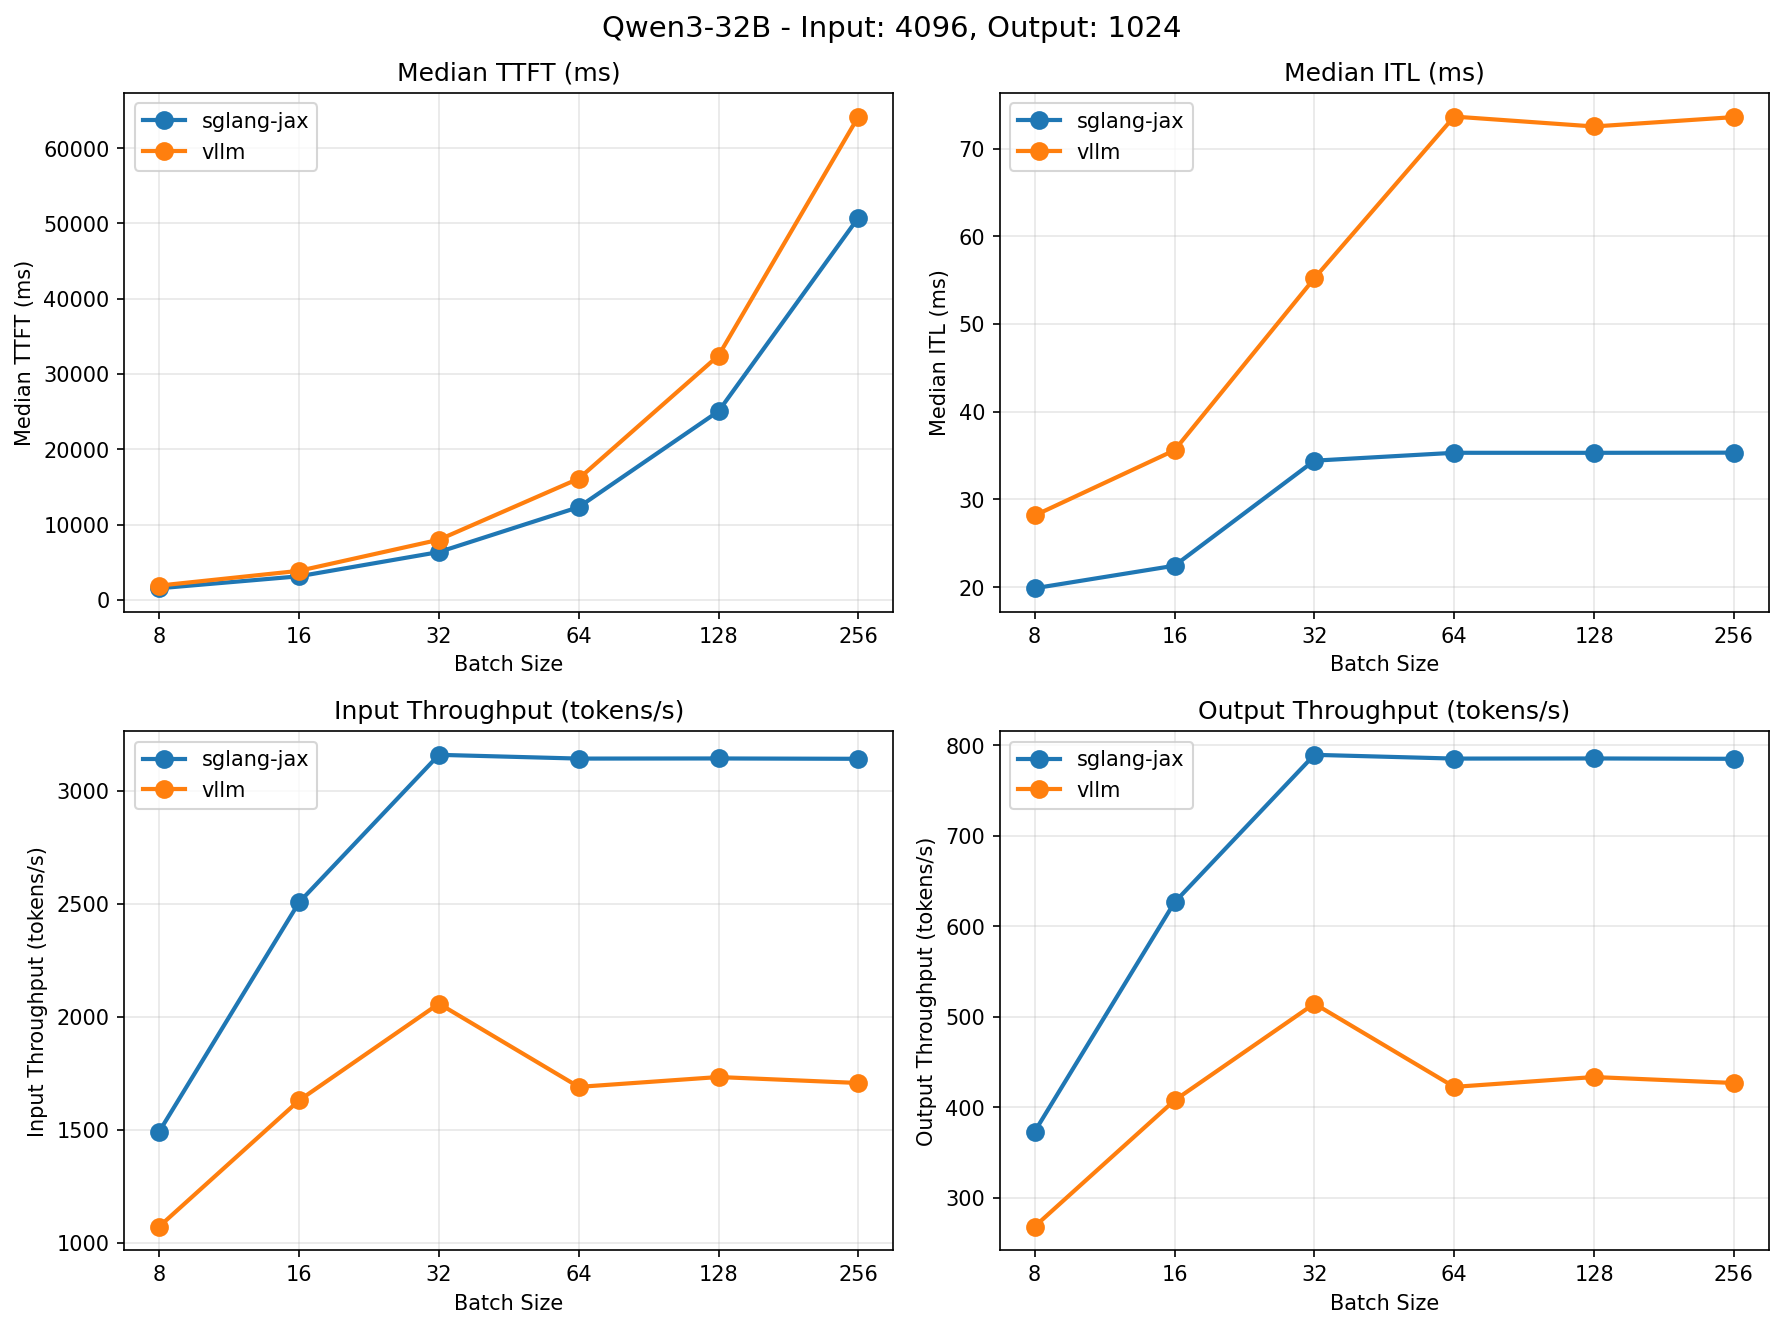 Qwen3-32B - Input: 4096, Output: 1024
Median TTFT (ms)
sglang-jax
vllm
Median TTFT (ms)
60000
50000
40000
30000
20000
10000
0
8 16 32 64 128 256
Batch Size
Median ITL (ms)
sglang-jax
vllm
Median ITL (ms)
70
60
50
40
30
20
8 16 32 64 128 256
Batch Size
Input Throughput (tokens/s)
sglang-jax
vllm
Input Throughput (tokens/s)
3000
2500
2000
1500
1000
8 16 32 64 128 256
Batch Size
Output Throughput (tokens/s)
sglang-jax
vllm
Output Throughput (tokens/s)
800
700
600
500
400
300
8 16 32 64 128 256
Batch Size